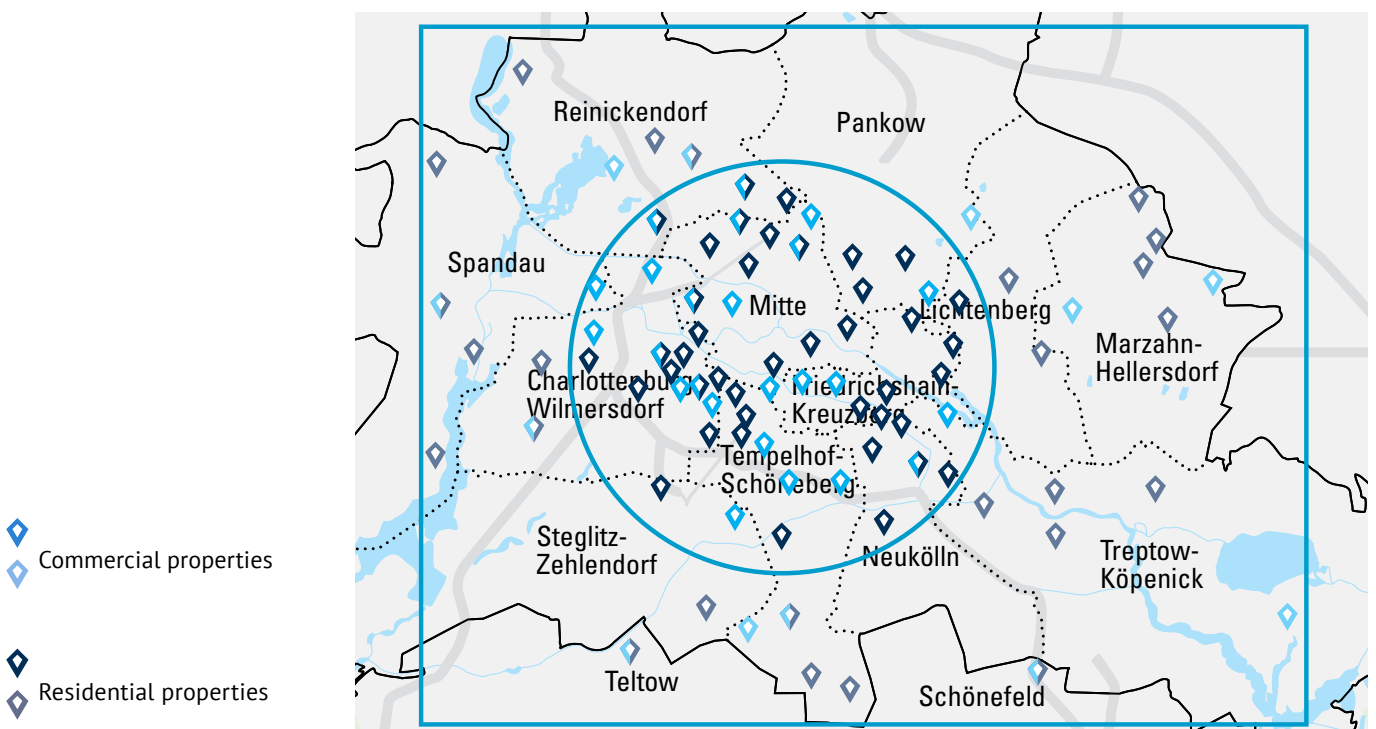 Reinickendorf
Pankow
Spandau
Mitte
Lichtenberg
Marzahn-
Hellersdorf
Charlottenburg
Wilmersdorf
Friedrichshain-
Kreuzberg
Tempelhof-
Schöneberg
Steglitz-
Zehlendorf
Neukölln
Treptow-
Köpenick
Teltow
Schönefeld
Commercial properties
Residential properties